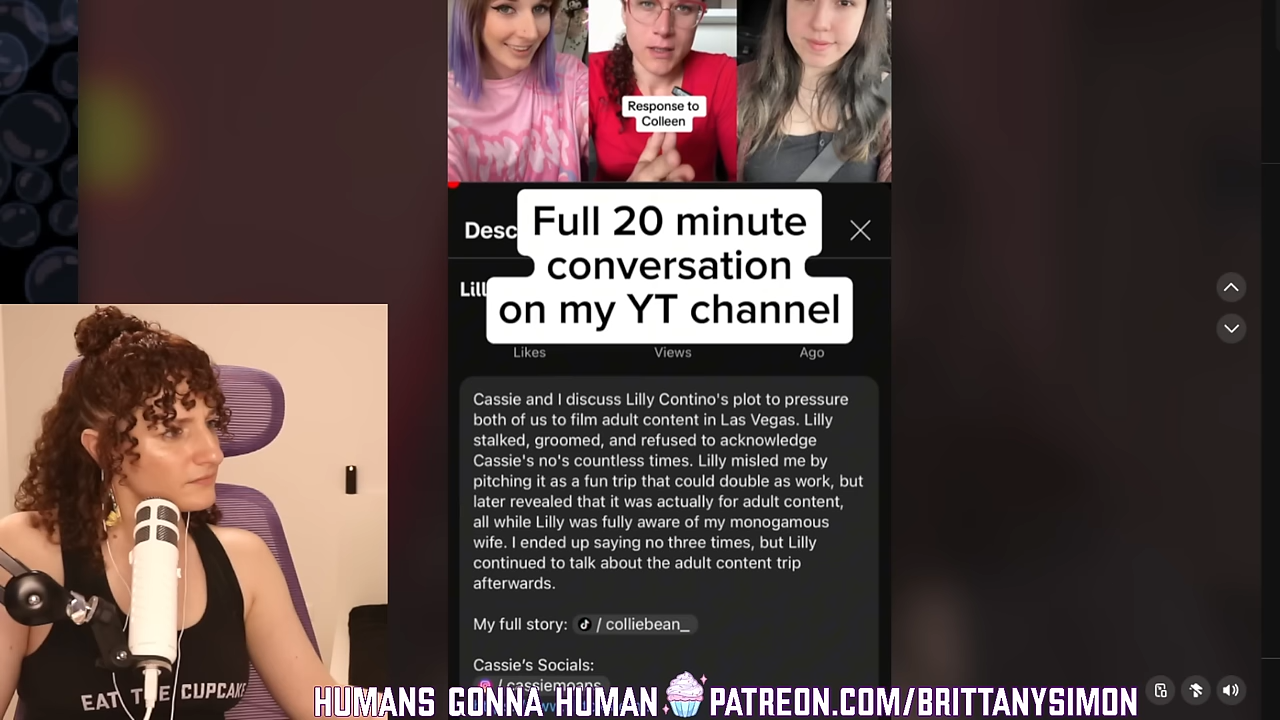 Response to
Colleen
Full 20 minute
conversation
on my YT channel
Desc
Lill
Likes
Views
Ago
Cassie and I discuss Lilly Contino's plot to pressure
both of us to film adult content in Las Vegas. Lilly
stalked, groomed, and refused to acknowledge
Cassie's no's countless times. Lilly misled me by
pitching it as a fun trip that could double as work, but
later revealed that it was actually for adult content,
all while Lilly was fully aware of my monogamous
wife. I ended up saying no three times, but Lilly
continued to talk about the adult content trip
afterwards.
My full story: / colliebean_
Cassie’s Socials:
/ cassiemoans
EAT THE CUPCAKE
HUMANS GONNA HUMAN PATREON.COM/BRITTANYSIMON